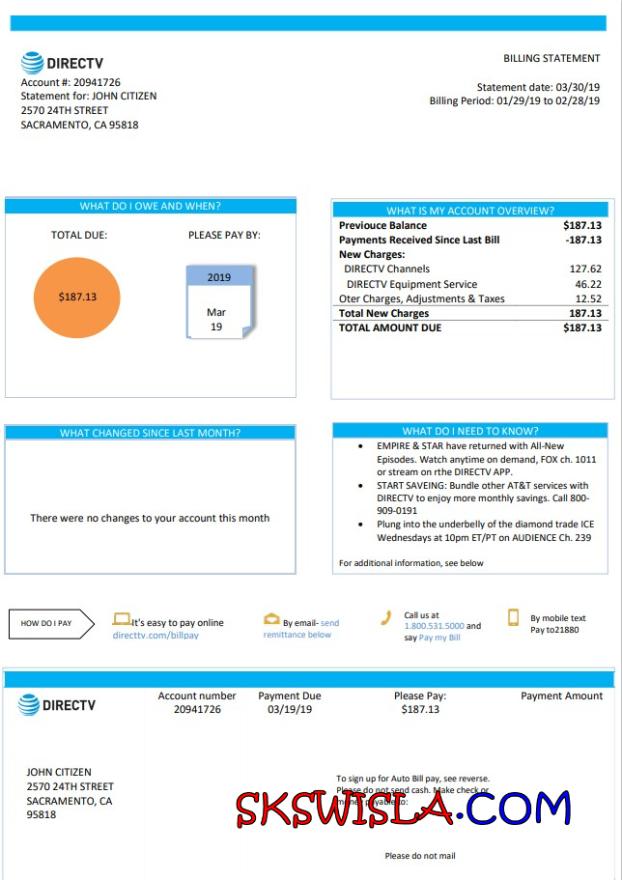 DIRECTV
BILLING STATEMENT
Account #: 20941726
Statement for: JOHN CITIZEN
2570 24TH STREET
SACRAMENTO, CA 95818
Statement date: 03/30/19
Billing Period: 01/29/19 to 02/28/19
WHAT DO I OWE AND WHEN?
TOTAL DUE:
PLEASE PAY BY:
$187.13
2019
Mar
19
WHAT IS MY ACCOUNT OVERVIEW?
Previouce Balance $187.13
Payments Received Since Last Bill -187.13
New Charges:
DIRECTV Channels 127.62
DIRECTV Equipment Service 46.22
Oter Charges, Adjustments & Taxes 12.52
Total New Charges 187.13
TOTAL AMOUNT DUE $187.13
WHAT CHANGED SINCE LAST MONTH?
There were no changes to your account this month
WHAT DO I NEED TO KNOW?
• EMPIRE & STAR have returned with All-New
Episodes. Watch anytime on demand, FOX ch. 1011
or stream on rthe DIRECTV APP.
• START SAVEING: Bundle other AT&T services with
DIRECTV to enjoy more monthly savings. Call 800-
909-0191
• Plung into the underbelly of the diamond trade ICE
Wednesdays at 10pm ET/PT on AUDIENCE Ch. 239
For additional information, see below
HOW DO I PAY
It's easy to pay online
directtv.com/billpay
By email- send
remittance below
Call us at
1.800.531.5000 and
say Pay my Bill
By mobile text
Pay to21880
DIRECTV
Account number
20941726
Payment Due
03/19/19
Please Pay:
$187.13
Payment Amount
JOHN CITIZEN
2570 24TH STREET
SACRAMENTO, CA
95818
To sign up for Auto Bill pay, see reverse.
Please do not send cash. Make check or
money payable to:
SKSWISLA.COM
Please do not mail